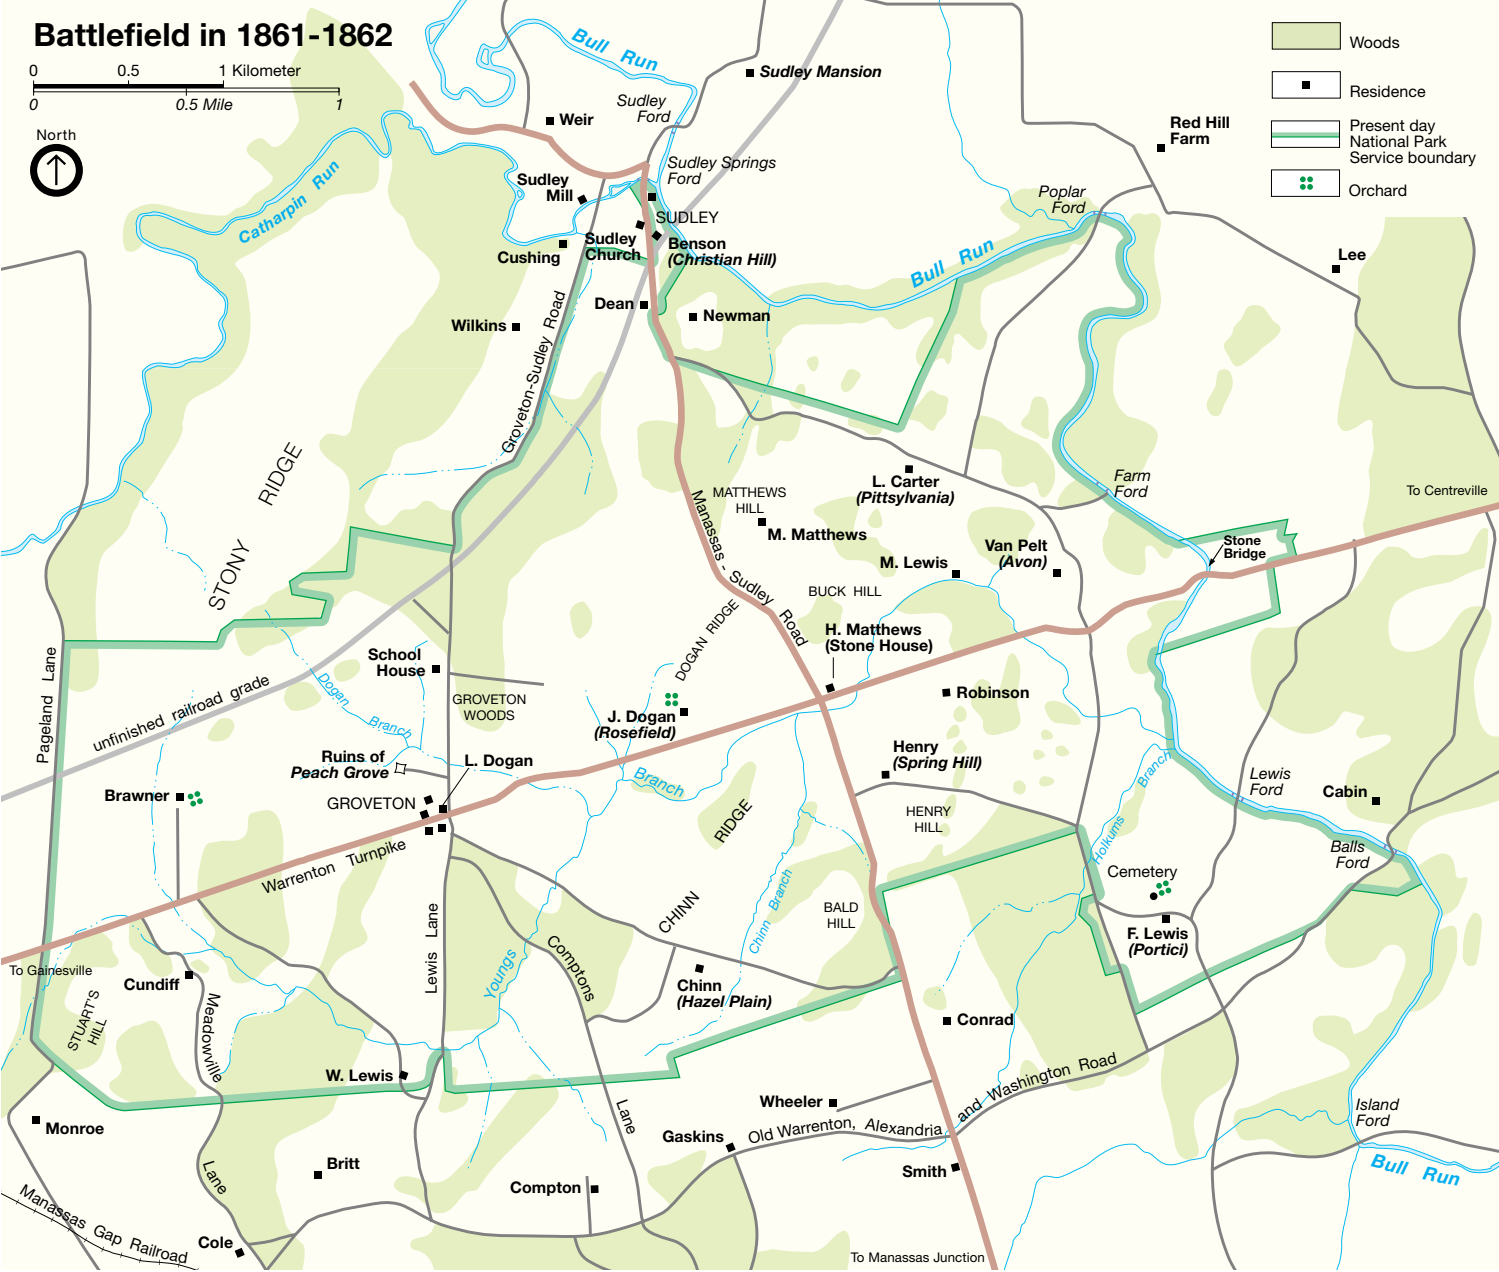 Battlefield in 1861-1862
0 0.5 1 Kilometer
0 0.5 Mile 1
North
Woods
Residence
Present day
National Park
Service boundary
Orchard
Bull Run
Sudley Mansion
Sudley
Ford
Weir
Red Hill
Farm
Sudley Springs
Ford
Catharpin Run
Sudley
Mill
Poplar
Ford
SUDLEY
Sudley
Church
Benson
(Christian Hill)
Cushing
Bull Run
Lee
Dean
Newman
Wilkins
Groveton-Sudley Road
STONY RIDGE
L. Carter
(Pittsylvania)
Farm
Ford
To Centreville
MATTHEWS
HILL
M. Matthews
Manassas - Sudley Road
Van Pelt
(Avon)
Stone
Bridge
M. Lewis
BUCK HILL
H. Matthews
(Stone House)
DOGAN RIDGE
School
House
Pageland Lane
unfinished railroad grade
Dogan Branch
GROVETON
WOODS
J. Dogan
(Rosefield)
Robinson
Ruins of
Peach Grove
L. Dogan
Henry
(Spring Hill)
Branch
Holkums Branch
Lewis
Ford
Cabin
Brawner
GROVETON
HENRY
HILL
Balls
Ford
Warrenton Turnpike
CHINN RIDGE
Chinn Branch
Cemetery
BALD
HILL
F. Lewis
(Portici)
Lewis Lane
Youngs
Comptons Lane
To Gainesville
Cundiff
Chinn
(Hazel Plain)
STUART'S
HILL
Meadowville Lane
Conrad
W. Lewis
Wheeler
Old Warrenton, Alexandria and Washington Road
Island
Ford
Monroe
Gaskins
Bull Run
Britt
Smith
Compton
Manassas Gap Railroad
Cole
To Manassas Junction